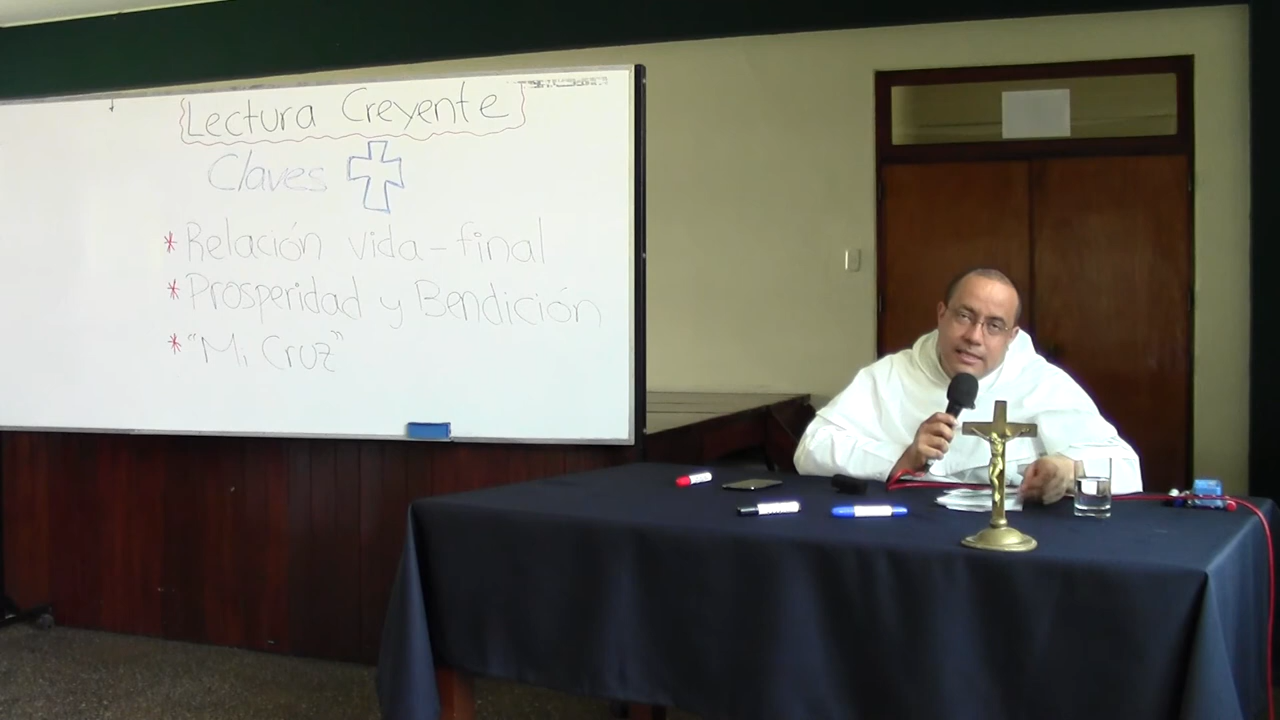 Lectura Creyente
Claves
* Relación vida - final
* Prosperidad y Bendición
* "Mi Cruz"